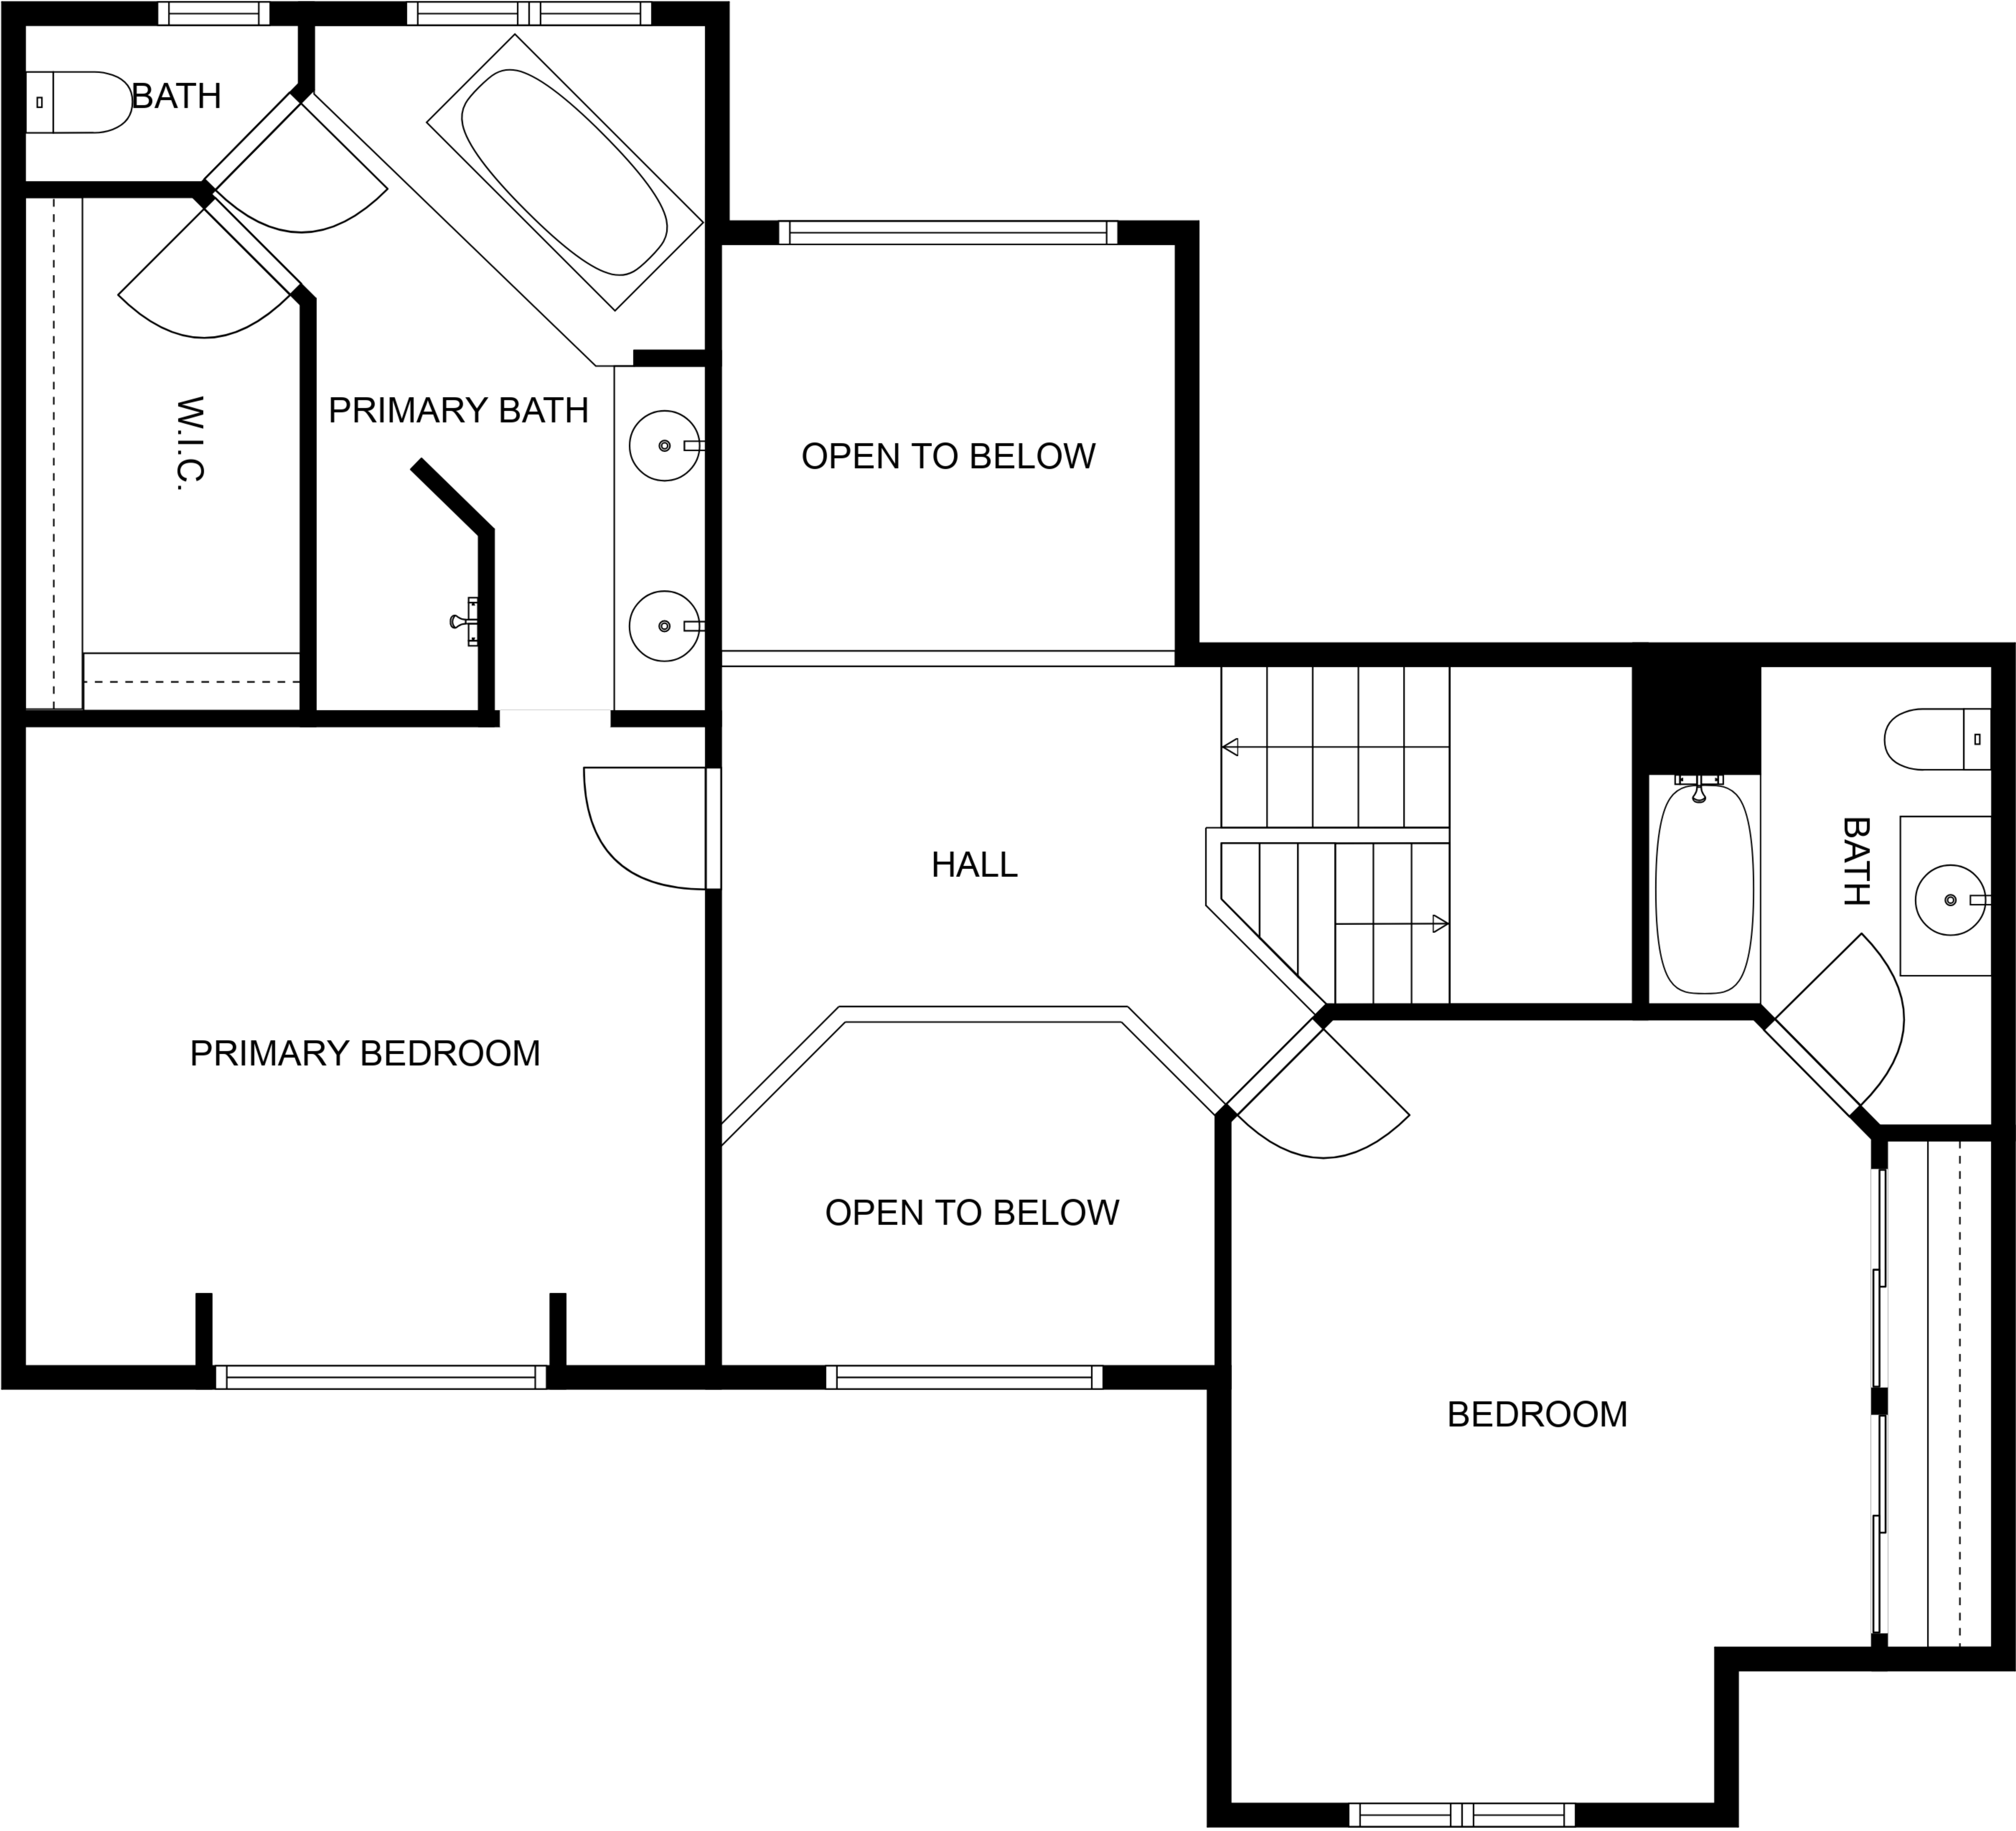 BATH
W.I.C.
PRIMARY BATH
OPEN TO BELOW
HALL
BATH
PRIMARY BEDROOM
OPEN TO BELOW
BEDROOM